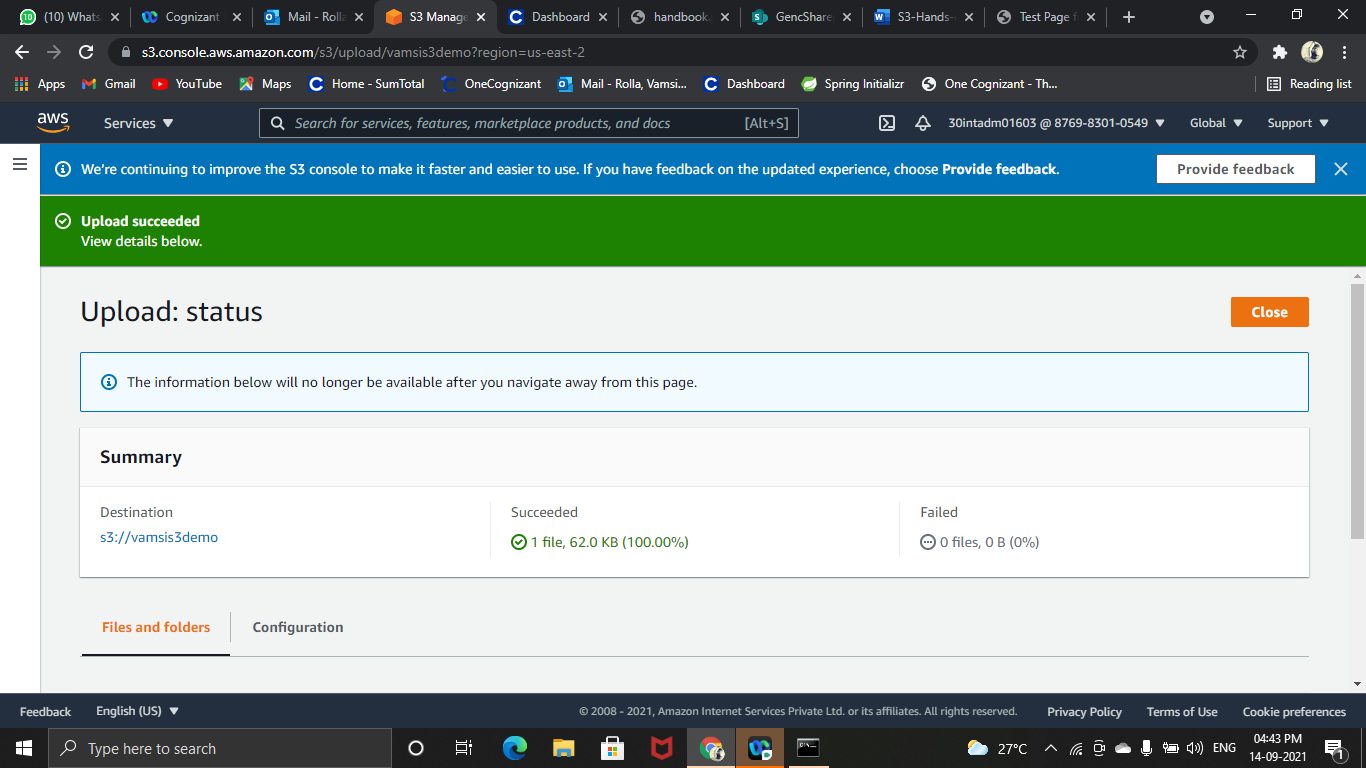 (10) Whats
Cognizant
Mail - Rolla
S3 Manage
Dashboard
handbook.
GencShare
S3-Hands-
Test Page f
s3.console.aws.amazon.com/s3/upload/vamsis3demo?region=us-east-2
Apps
Gmail
YouTube
Maps
Home - SumTotal
OneCognizant
Mail - Rolla, Vamsi...
Dashboard
Spring Initializr
One Cognizant - Th...
Reading list
aws
Services
Search for services, features, marketplace products, and docs
[Alt+S]
30intadm01603 @ 8769-8301-0549
Global
Support
We're continuing to improve the S3 console to make it faster and easier to use. If you have feedback on the updated experience, choose Provide feedback.
Provide feedback
Upload succeeded
View details below.
Upload: status
Close
The information below will no longer be available after you navigate away from this page.
Summary
Destination
s3://vamsis3demo
Succeeded
1 file, 62.0 KB (100.00%)
Failed
0 files, 0 B (0%)
Files and folders
Configuration
Feedback
English (US)
© 2008 - 2021, Amazon Internet Services Private Ltd. or its affiliates. All rights reserved.
Privacy Policy
Terms of Use
Cookie preferences
Type here to search
27°C
ENG
04:43 PM
14-09-2021
1